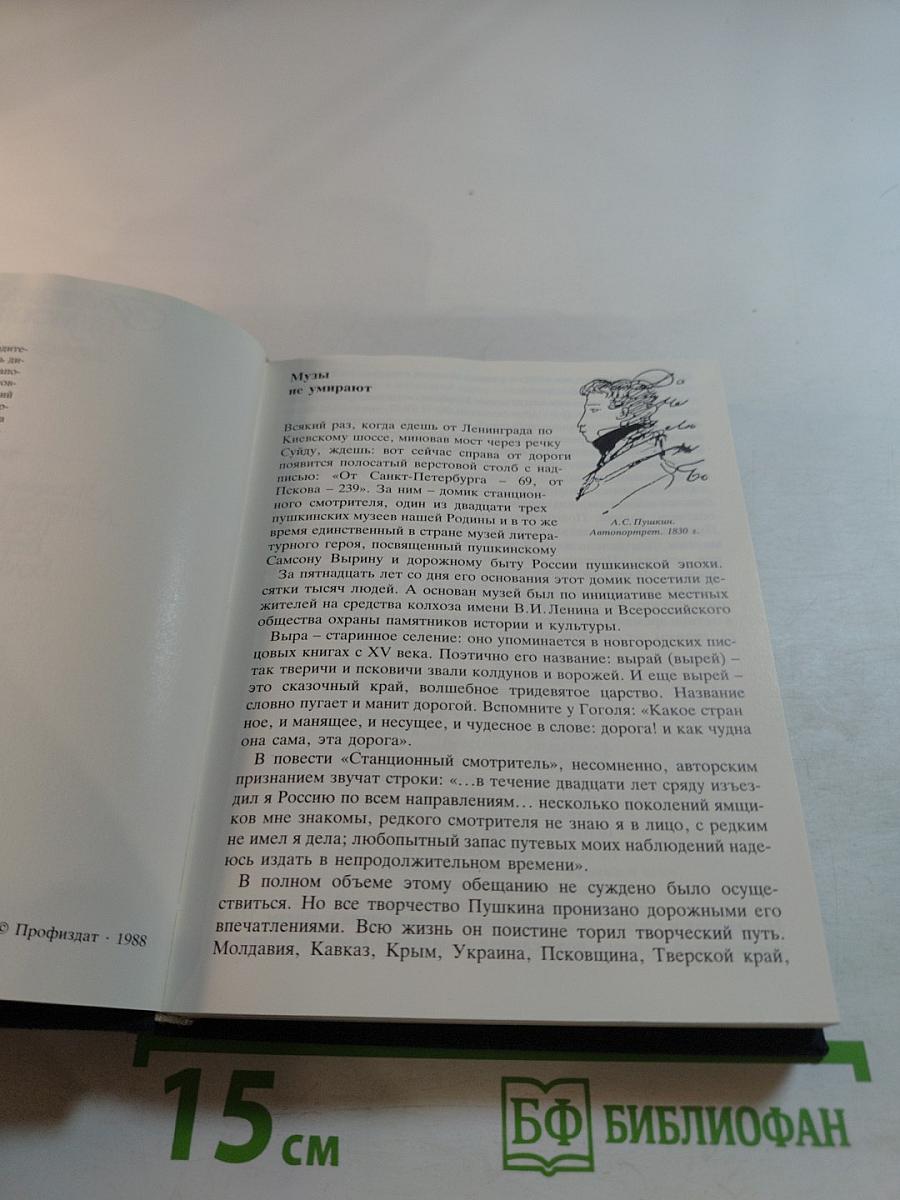 © Профиздат · 1988
Музы
не умирают
Всякий раз, когда едешь от Ленинграда по
Киевскому шоссе, миновав мост через речку
Суйду, ждешь: вот сейчас справа от дороги
появится полосатый верстовой столб с над-
писью: «От Санкт-Петербурга – 69, от
Пскова – 239». За ним – домик станцион-
ного смотрителя, один из двадцати трех
пушкинских музеев нашей Родины и в то же
время единственный в стране музей литера-
турного героя, посвященный пушкинскому
Самсону Вырину и дорожному быту России пушкинской эпохи.
А.С. Пушкин.
Автопортрет. 1830 г.
За пятнадцать лет со дня его основания этот домик посетили де-
сятки тысяч людей. А основан музей был по инициативе местных
жителей на средства колхоза имени В.И. Ленина и Всероссийского
общества охраны памятников истории и культуры.
Выра – старинное селение: оно упоминается в новгородских пис-
цовых книгах с XV века. Поэтично его название: вырай (вырей) –
так тверичи и псковичи звали колдунов и ворожей. И еще вырей –
это сказочный край, волшебное тридевятое царство. Название
словно пугает и манит дорогой. Вспомните у Гоголя: «Какое стран
ное, и манящее, и несущее, и чудесное в слове: дорога! и как чудна
она сама, эта дорога».
В повести «Станционный смотритель», несомненно, авторским
признанием звучат строки: «…в течение двадцати лет сряду изъез-
дил я Россию по всем направлениям… несколько поколений ямщи-
ков мне знакомы, редкого смотрителя не знаю я в лицо, с редким
не имел я дела; любопытный запас путевых моих наблюдений наде-
юсь издать в непродолжительном времени».
В полном объеме этому обещанию не суждено было осуще-
ствиться. Но все творчество Пушкина пронизано дорожными его
впечатлениями. Всю жизнь он поистине торил творческий путь.
Молдавия, Кавказ, Крым, Украина, Псковщина, Тверской край,
15 см
БФ БИБЛИОФАН